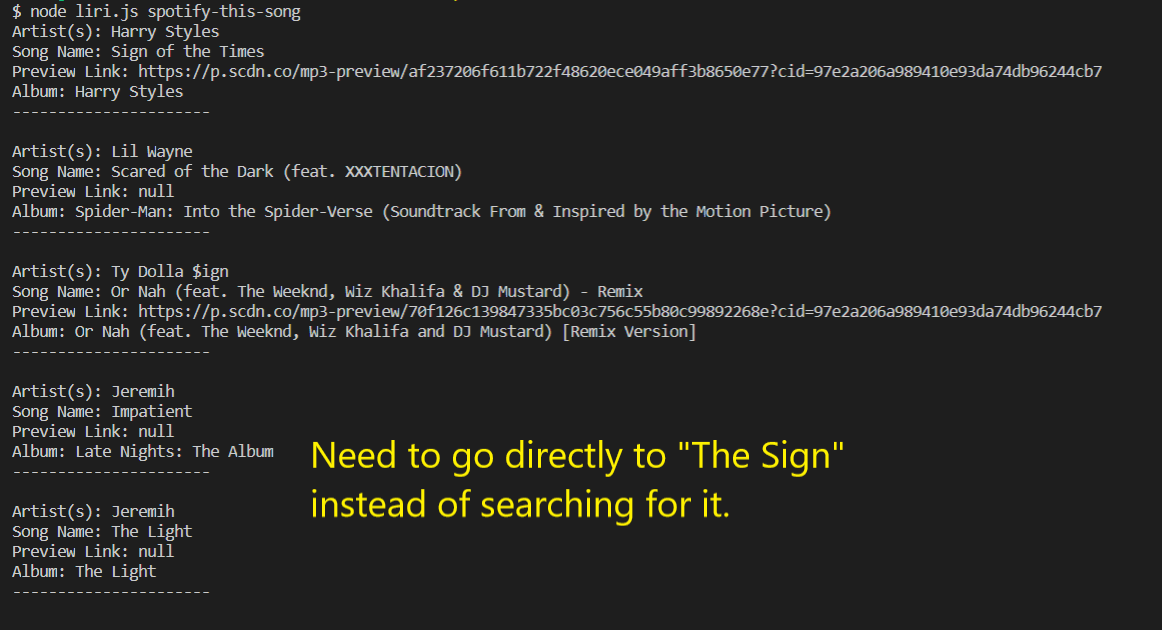 $ node liri.js spotify-this-song
Artist(s): Harry Styles
Song Name: Sign of the Times
Preview Link: https://p.scdn.co/mp3-preview/af237206f611b722f48620ece049aff3b8650e77?cid=97e2a206a989410e93da74db96244cb7
Album: Harry Styles
----------------------
Artist(s): Lil Wayne
Song Name: Scared of the Dark (feat. XXXTENTACION)
Preview Link: null
Album: Spider-Man: Into the Spider-Verse (Soundtrack From & Inspired by the Motion Picture)
----------------------
Artist(s): Ty Dolla $ign
Song Name: Or Nah (feat. The Weeknd, Wiz Khalifa & DJ Mustard) - Remix
Preview Link: https://p.scdn.co/mp3-preview/70f126c139847335bc03c756c55b80c99892268e?cid=97e2a206a989410e93da74db96244cb7
Album: Or Nah (feat. The Weeknd, Wiz Khalifa and DJ Mustard) [Remix Version]
----------------------
Artist(s): Jeremih
Song Name: Impatient
Preview Link: null
Album: Late Nights: The Album
----------------------
Artist(s): Jeremih
Song Name: The Light
Preview Link: null
Album: The Light
----------------------
Need to go directly to "The Sign"
instead of searching for it.